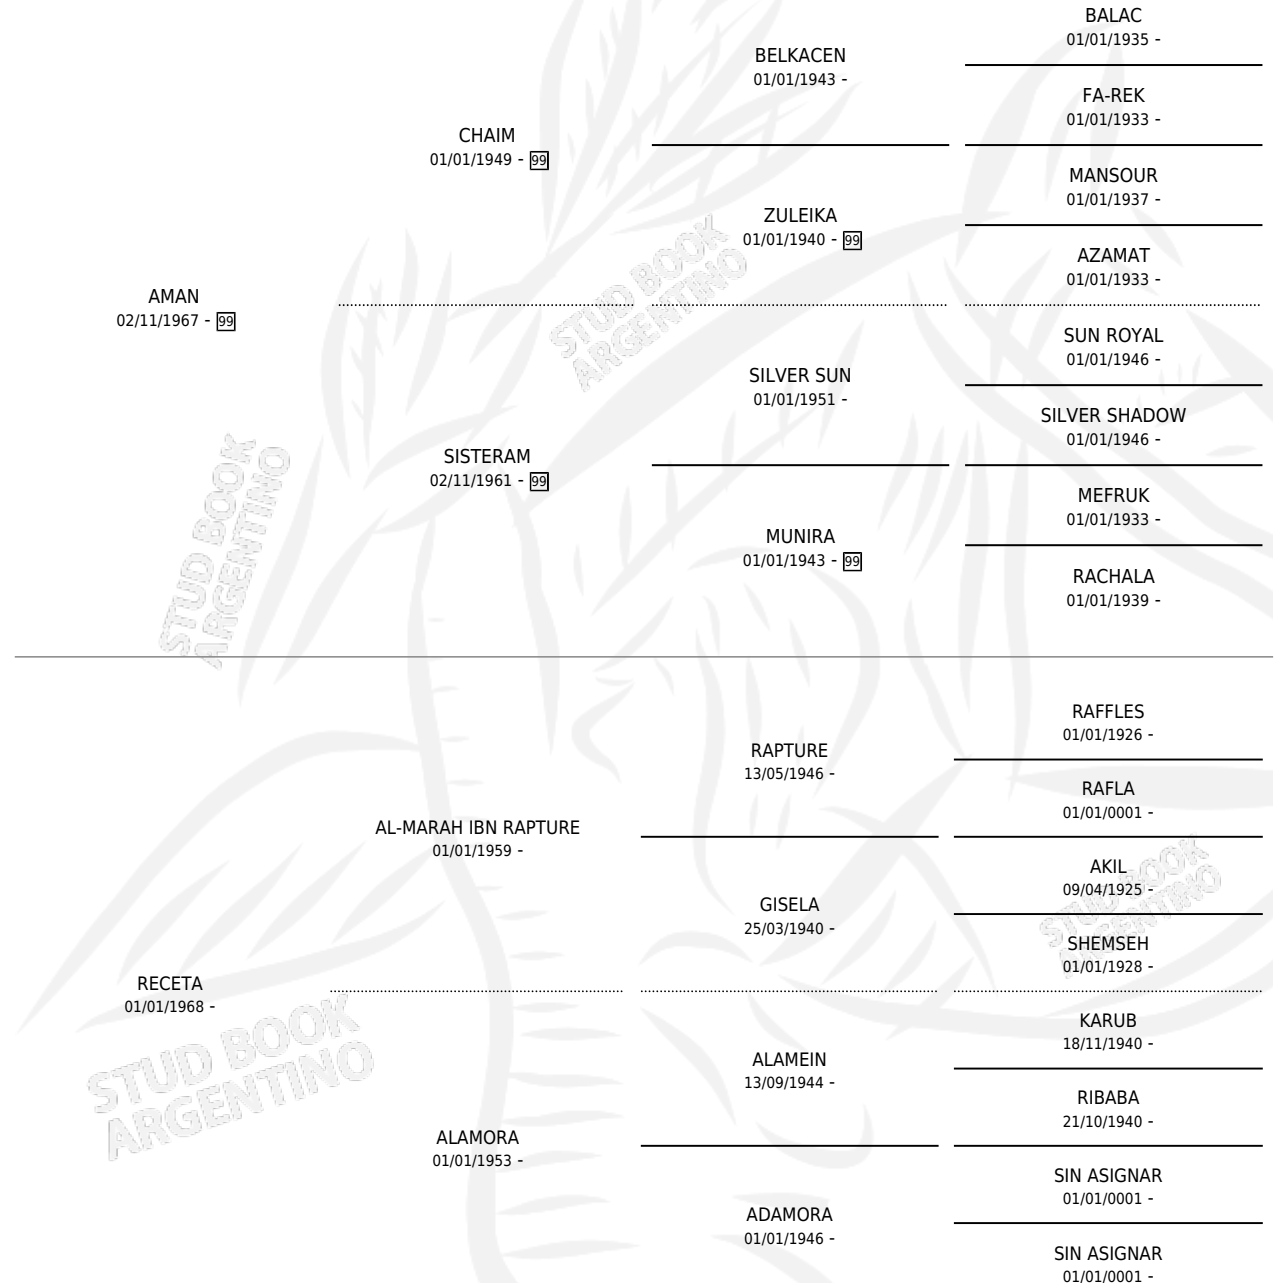 BALAC
01/01/1935 -
BELKACEN
01/01/1943 -
FA-REK
01/01/1933 -
CHAIM
01/01/1949 - 99
MANSOUR
01/01/1937 -
ZULEIKA
01/01/1940 - 99
AZAMAT
01/01/1933 -
AMAN
02/11/1967 - 99
SUN ROYAL
01/01/1946 -
SILVER SUN
01/01/1951 -
SILVER SHADOW
01/01/1946 -
SISTERAM
02/11/1961 - 99
MEFRUK
01/01/1933 -
MUNIRA
01/01/1943 - 99
RACHALA
01/01/1939 -
STUD BOOK
ARGENTINO
STUD BOOK
ARGENTINO
RAFFLES
01/01/1926 -
RAPTURE
13/05/1946 -
RAFLA
01/01/0001 -
AL-MARAH IBN RAPTURE
01/01/1959 -
AKIL
09/04/1925 -
GISELA
25/03/1940 -
SHEMSEH
01/01/1928 -
RECETA
01/01/1968 -
KARUB
18/11/1940 -
ALAMEIN
13/09/1944 -
RIBABA
21/10/1940 -
ALAMORA
01/01/1953 -
SIN ASIGNAR
01/01/0001 -
ADAMORA
01/01/1946 -
SIN ASIGNAR
01/01/0001 -
STUD BOOK
ARGENTINO
STUD BOOK
ARGENTINO